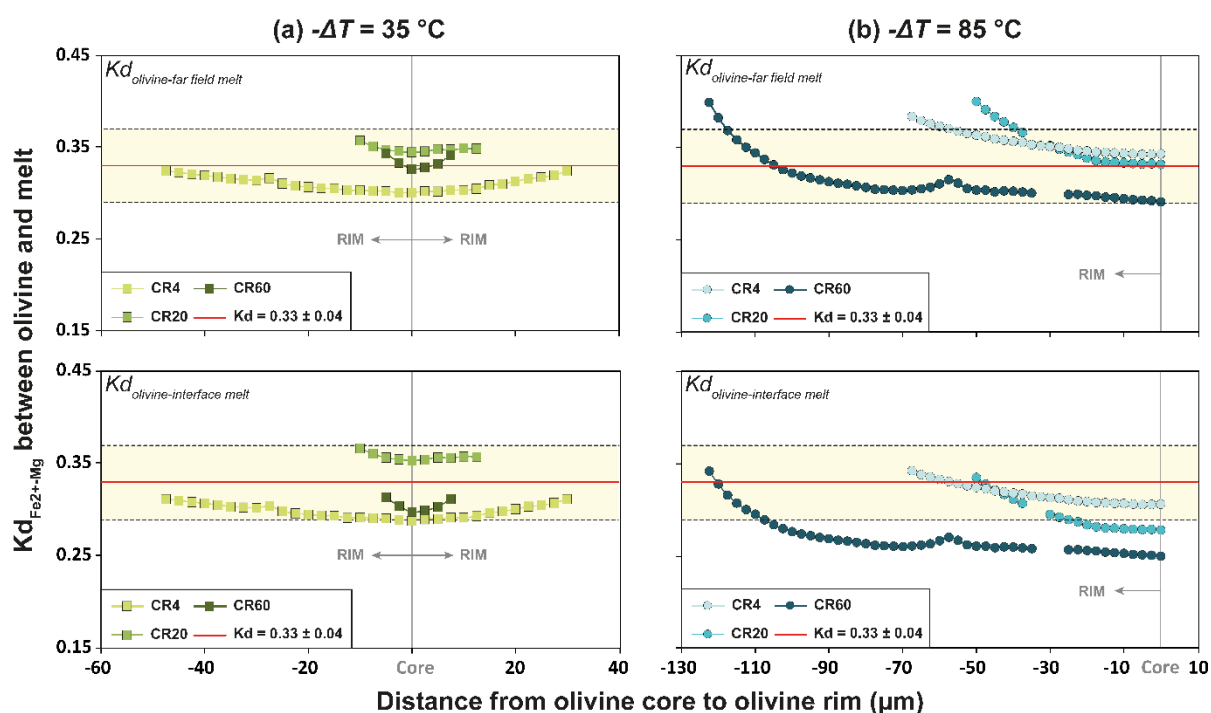 (a) -ΔT = 35 °C
(b) -ΔT = 85 °C
Kd Fe2+-Mg between olivine and melt
0.45
0.35
0.25
0.15
Kd olivine-far field melt
RIM RIM
CR4 CR60
CR20 Kd = 0.33 ± 0.04
Kd olivine-far field melt
RIM
CR4 CR60
CR20 Kd = 0.33 ± 0.04
0.45
0.35
0.25
0.15
Kd olivine-interface melt
RIM RIM
CR4 CR60
CR20 Kd = 0.33 ± 0.04
Kd olivine-interface melt
RIM
CR4 CR60
CR20 Kd = 0.33 ± 0.04
-60 -40 -20 Core 20 40
-130 -110 -90 -70 -50 -30 -10 Core 10
Distance from olivine core to olivine rim (µm)